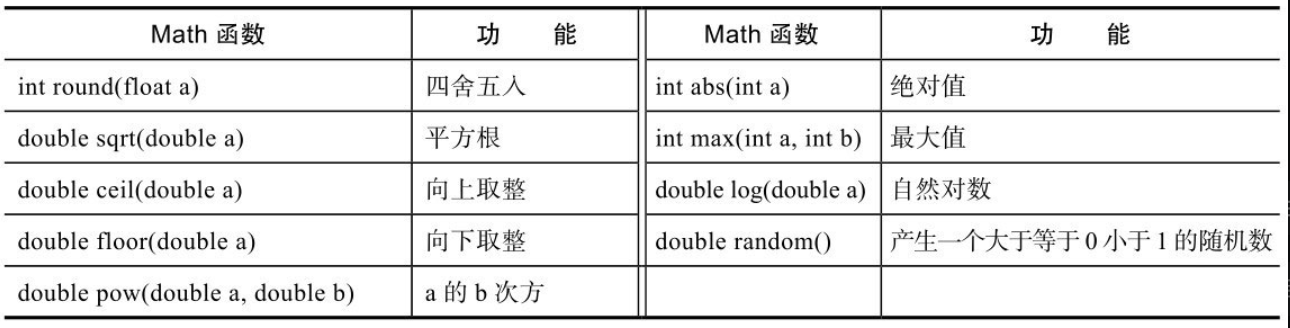 Math 函数 功 能 Math 函数 功 能
int round(float a) 四舍五入 int abs(int a) 绝对值
double sqrt(double a) 平方根 int max(int a, int b) 最大值
double ceil(double a) 向上取整 double log(double a) 自然对数
double floor(double a) 向下取整 double random() 产生一个大于等于 0 小于 1 的随机数
double pow(double a, double b) a 的 b 次方